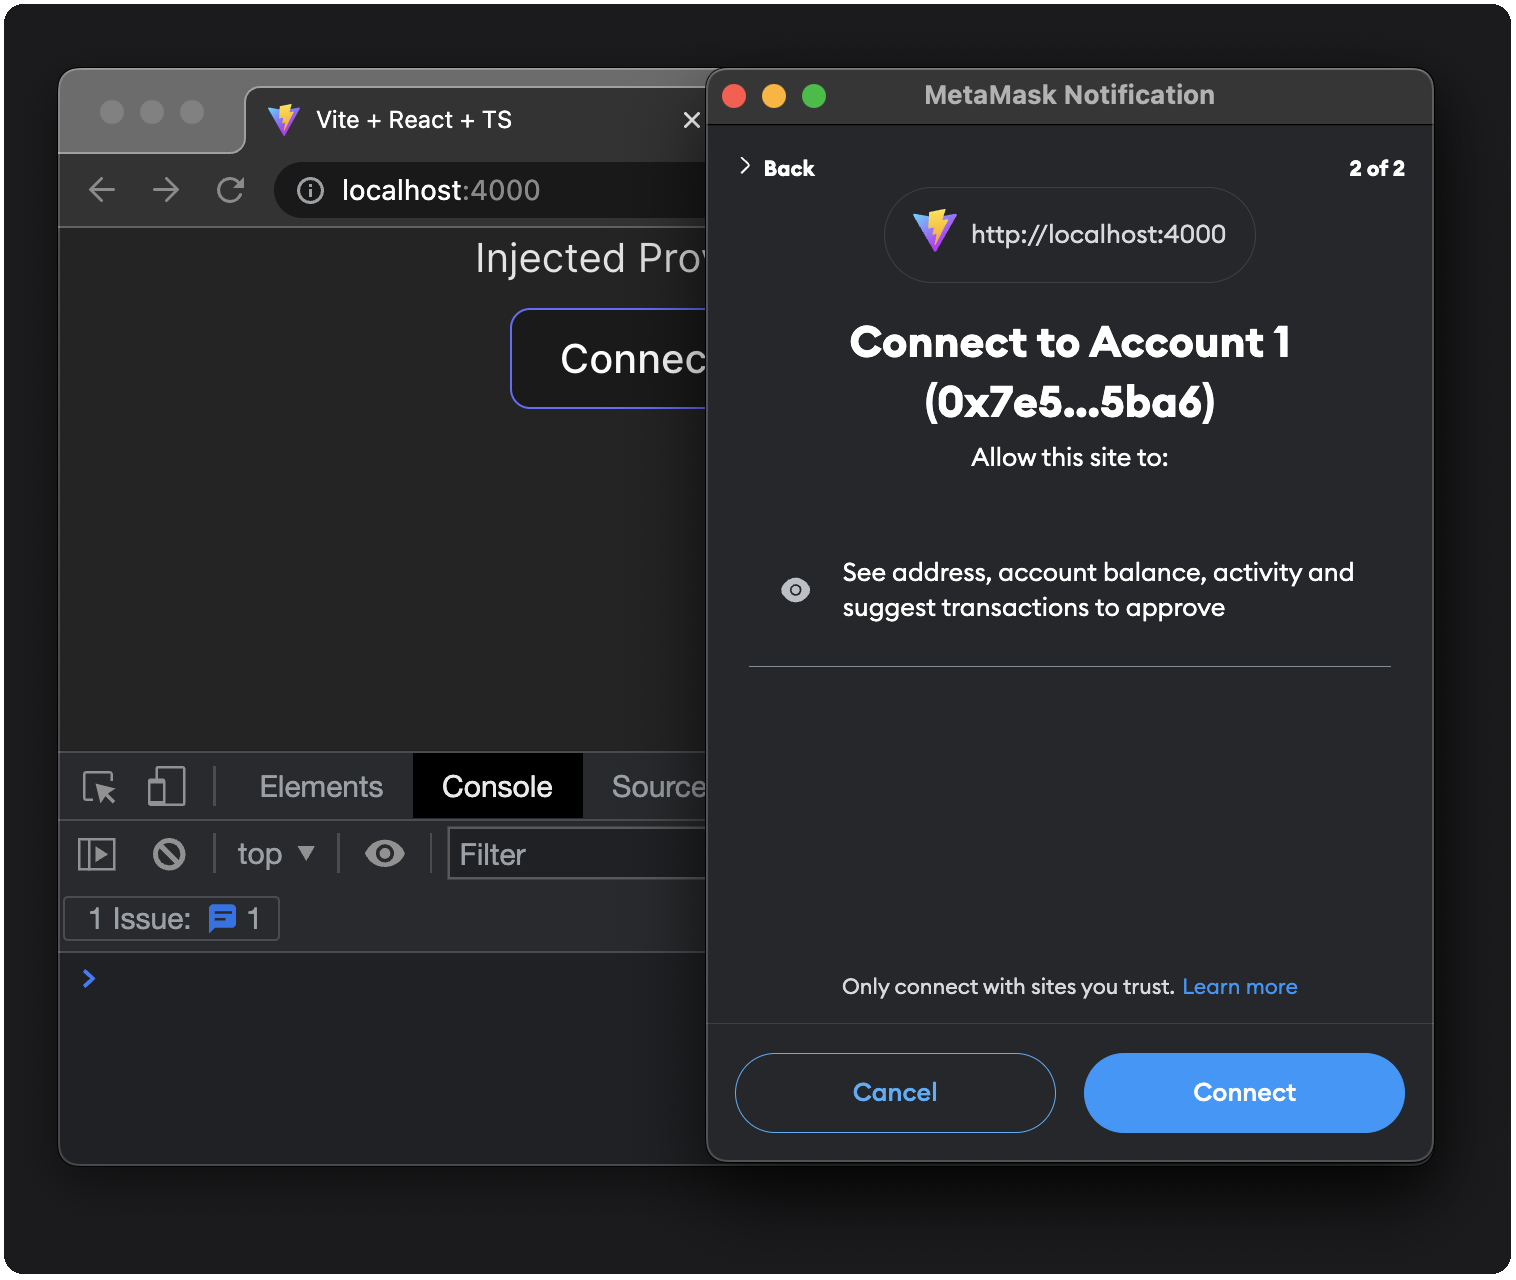 Vite + React + TS
localhost:4000
Injected Prov
Connec
Elements
Console
Source
top
Filter
1 Issue: 1
MetaMask Notification
Back
2 of 2
http://localhost:4000
Connect to Account 1
(0x7e5...5ba6)
Allow this site to:
See address, account balance, activity and
suggest transactions to approve
Only connect with sites you trust. Learn more
Cancel
Connect